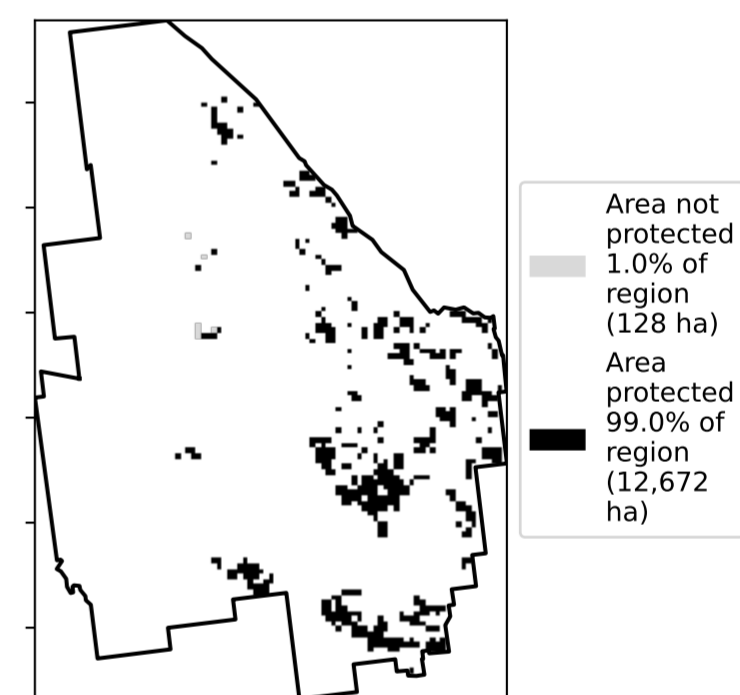 Area not
protected
1.0% of
region
(128 ha)
Area
protected
99.0% of
region
(12,672
ha)